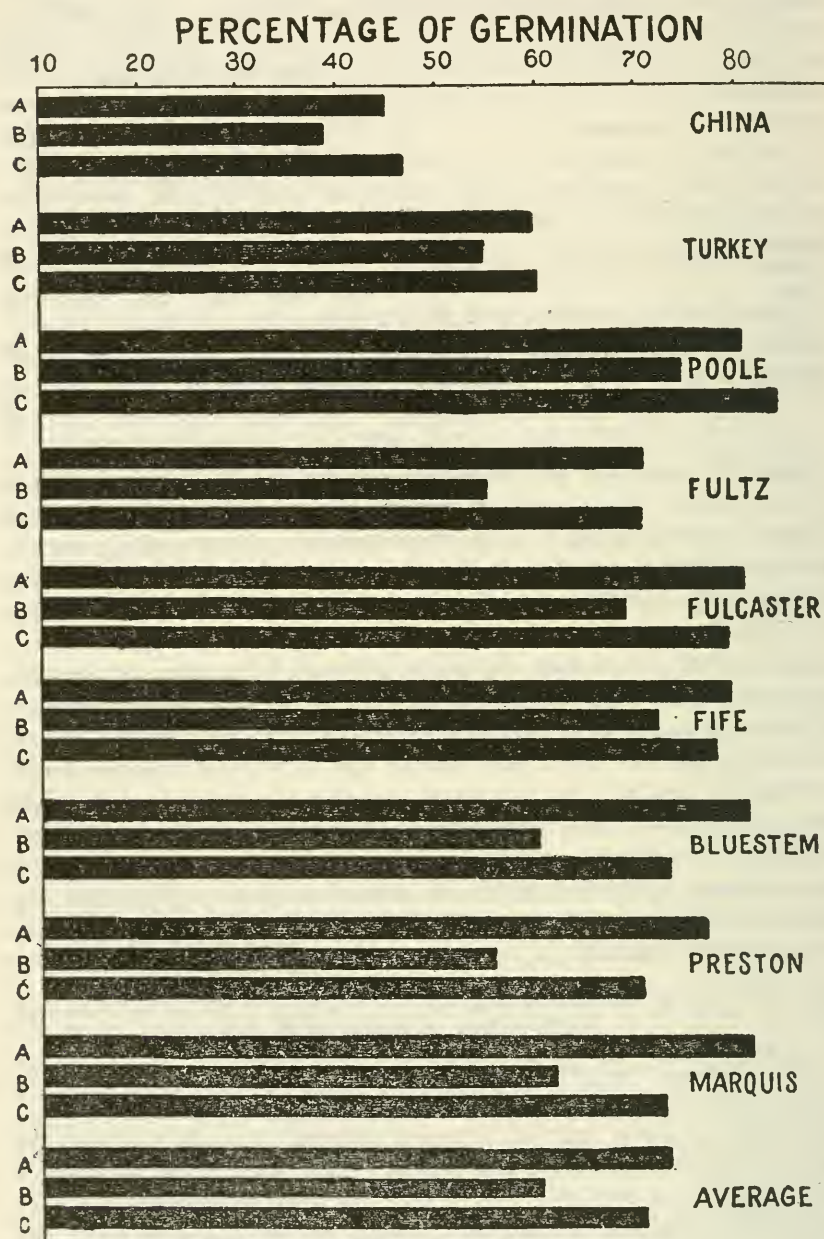 PERCENTAGE OF GERMINATION
10 20 30 40 50 60 70 80
A
CHINA
B
C
A
TURKEY
B
C
A
B POOLE
C
A
B FULTZ
C
A
B FULCASTER
C
A
B FIFE
C
A
B BLUESTEM
C
A
B PRESTON
C
A
B MARQUIS
C
A
B AVERAGE
C